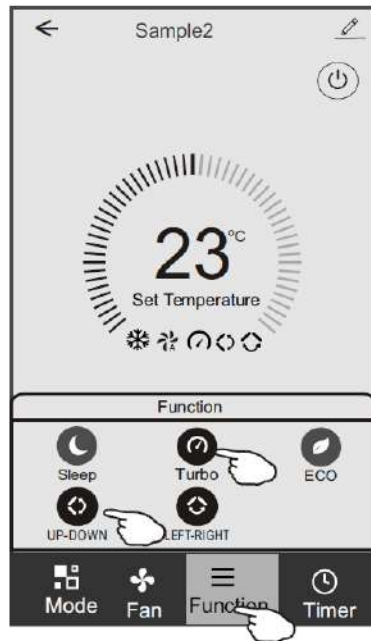 Sample2
23°C
Set Temperature
A
Function
Sleep
Turbo
ECO
UP-DOWN
LEFT-RIGHT
Mode
Fan
Function
Timer